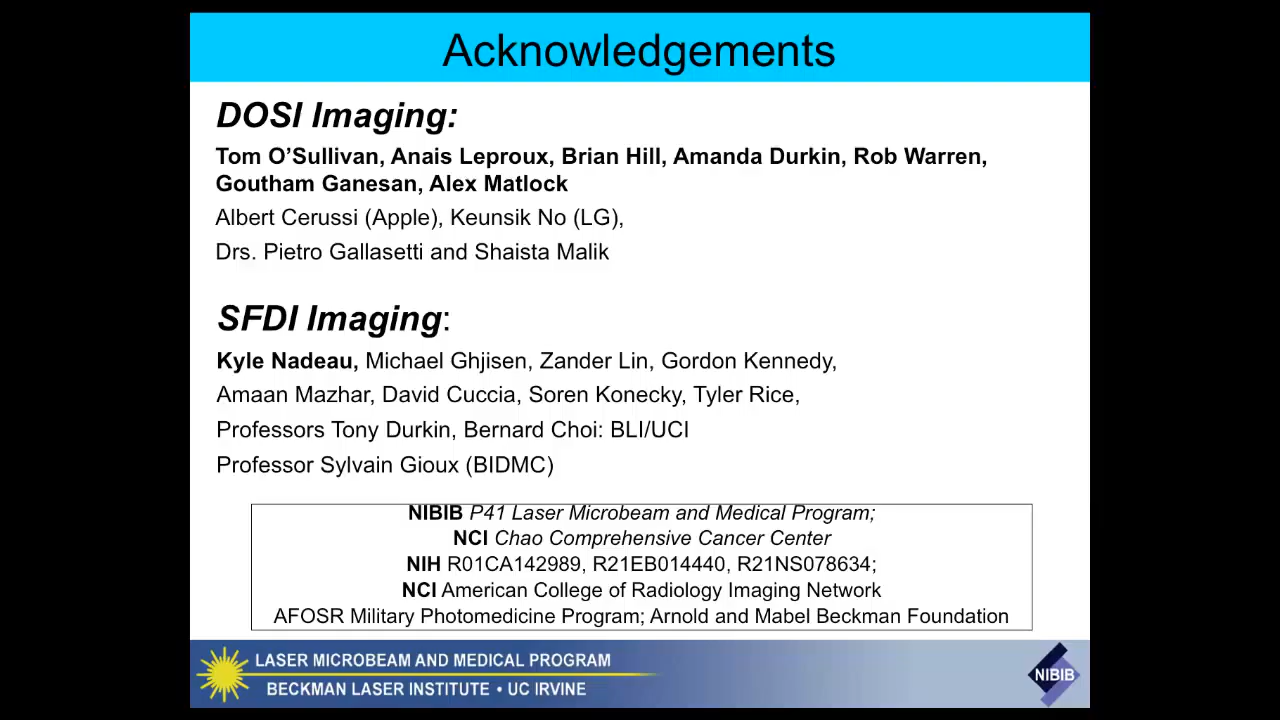 Acknowledgements
DOSI Imaging:
Tom O’Sullivan, Anais Leproux, Brian Hill, Amanda Durkin, Rob Warren,
Goutham Ganesan, Alex Matlock
Albert Cerussi (Apple), Keunsik No (LG),
Drs. Pietro Gallasetti and Shaista Malik
SFDI Imaging:
Kyle Nadeau, Michael Ghjisen, Zander Lin, Gordon Kennedy,
Amaan Mazhar, David Cuccia, Soren Konecky, Tyler Rice,
Professors Tony Durkin, Bernard Choi: BLI/UCI
Professor Sylvain Gioux (BIDMC)
NIBIB P41 Laser Microbeam and Medical Program;
NCI Chao Comprehensive Cancer Center
NIH R01CA142989, R21EB014440, R21NS078634;
NCI American College of Radiology Imaging Network
AFOSR Military Photomedicine Program; Arnold and Mabel Beckman Foundation
LASER MICROBEAM AND MEDICAL PROGRAM
BECKMAN LASER INSTITUTE • UC IRVINE
NIBIB